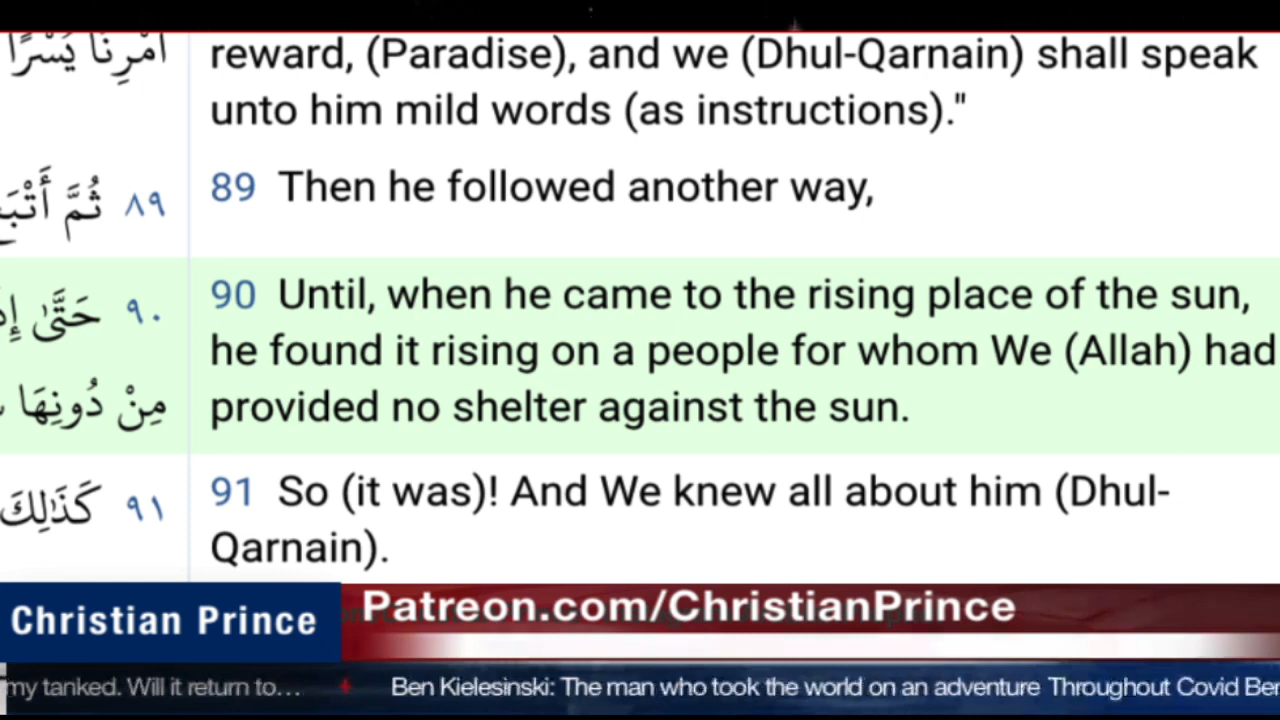 أَمْرِنَا يُسْرًا
reward, (Paradise), and we (Dhul-Qarnain) shall speak
unto him mild words (as instructions)."
٨٩ ثُمَّ
89 Then he followed another way,
٩٠ حَتَّىٰ
90 Until, when he came to the rising place of the sun,
he found it rising on a people for whom We (Allah) had
مِنْ دُونِهَا
provided no shelter against the sun.
٩١ كَذَٰلِكَ
91 So (it was)! And We knew all about him (Dhul-
Qarnain).
Christian Prince
Patreon.com/ChristianPrince
my tanked. Will it return to...
Ben Kielesinski: The man who took the world on an adventure Throughout Covid